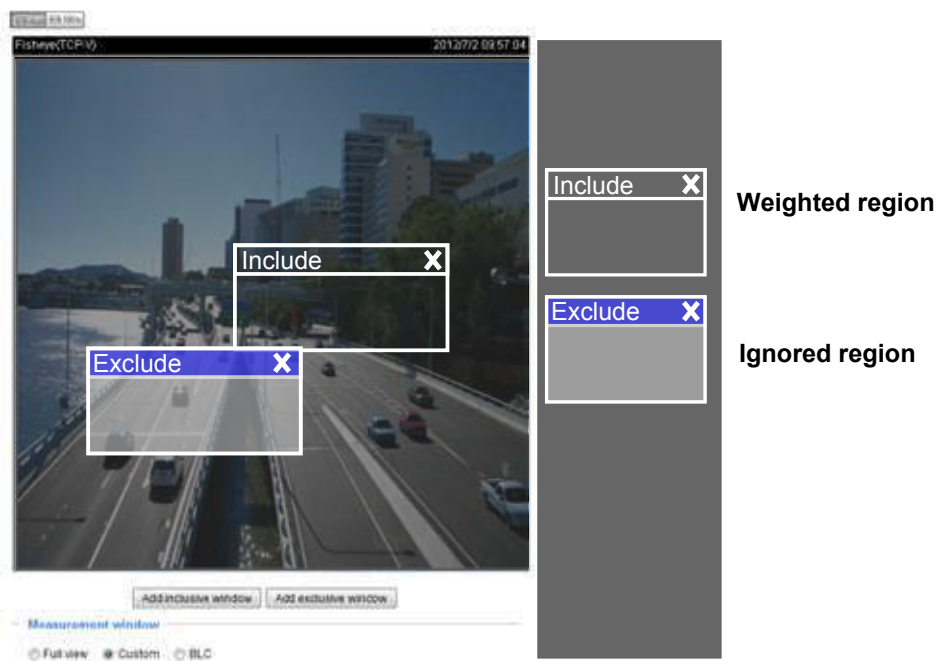 Fisheye(TCP-V) 2012/7/2 09:57:04
Include
Weighted region
Include
Exclude
Ignored region
Exclude
Add inclusive window Add exclusive window
Measurement window
Full view Custom BLC